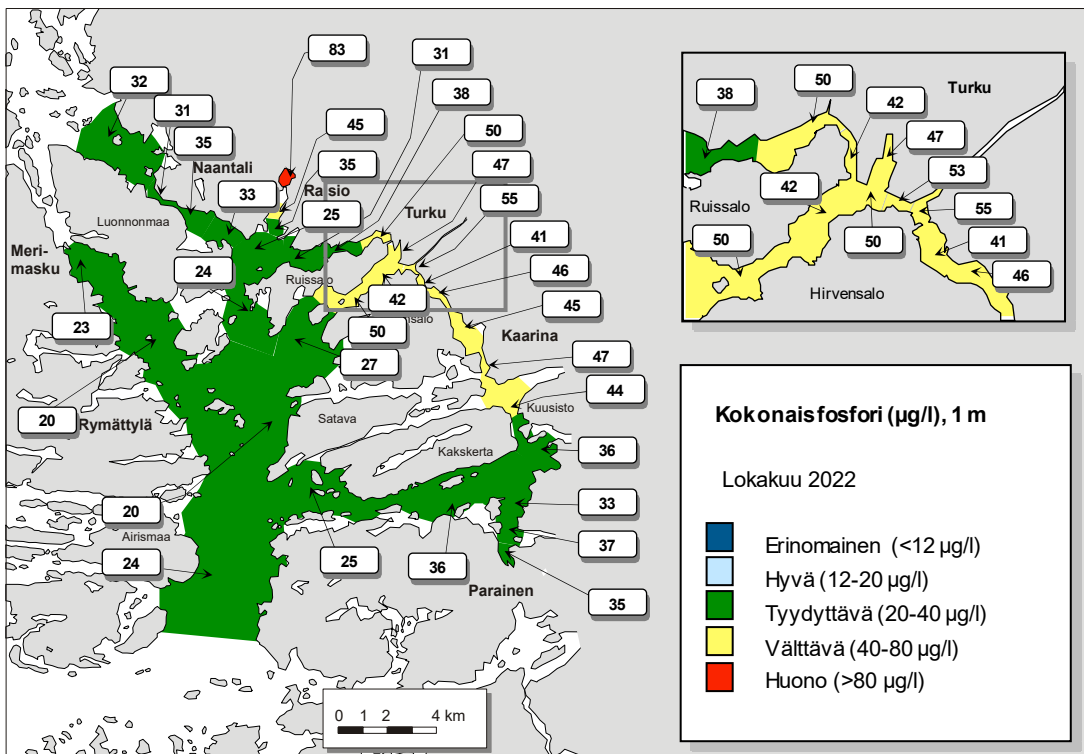 83
31
32
38
31
45
50
35
35
47
Naantali
Raisio
33
25
55
Turku
Luonnonmaa
41
Meri-
masku
24
Ruissalo
46
42
salo
45
23
50
Kaarina
27
47
20
Rymättylä
Satava
44
Kuusisto
Kakskerta
36
20
33
Airismaa
24
25
36
37
Parainen
35
0 1 2 4 km
50
42
Turku
38
47
53
42
Ruissalo
55
50
50
41
46
Hirvensalo
Kokonaisfosfori (µg/l), 1 m
Lokakuu 2022
Erinomainen (<12 µg/l)
Hyvä (12-20 µg/l)
Tyydyttävä (20-40 µg/l)
Välttävä (40-80 µg/l)
Huono (>80 µg/l)